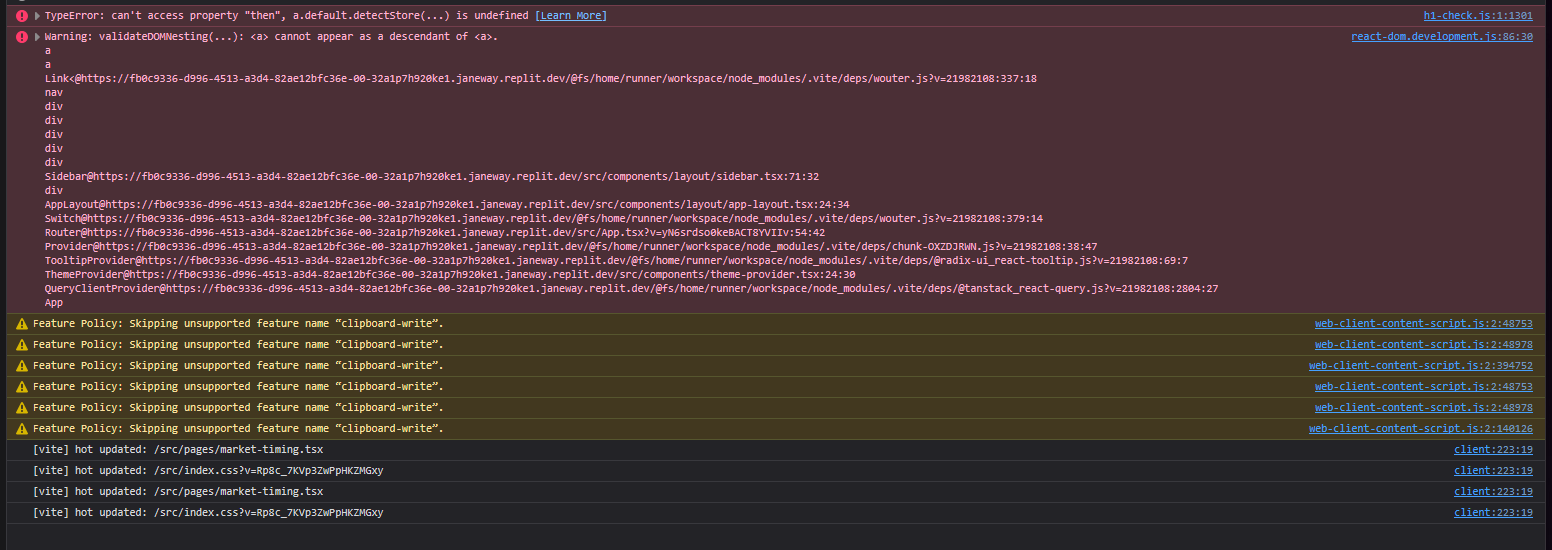 TypeError: can't access property "then", a.default.detectStore(...) is undefined [Learn More] h1-check.js:1:1301
Warning: validateDOMNesting(...): <a> cannot appear as a descendant of <a>. react-dom.development.js:86:30
a
a
Link<@https://fb0c9336-d996-4513-a3d4-82ae12bfc36e-00-32a1p7h920ke1.janeway.replit.dev/@fs/home/runner/workspace/node_modules/.vite/deps/wouter.js?v=21982108:337:18
nav
div
div
div
div
div
Sidebar@https://fb0c9336-d996-4513-a3d4-82ae12bfc36e-00-32a1p7h920ke1.janeway.replit.dev/src/components/layout/sidebar.tsx:71:32
div
AppLayout@https://fb0c9336-d996-4513-a3d4-82ae12bfc36e-00-32a1p7h920ke1.janeway.replit.dev/src/components/layout/app-layout.tsx:24:34
Switch@https://fb0c9336-d996-4513-a3d4-82ae12bfc36e-00-32a1p7h920ke1.janeway.replit.dev/@fs/home/runner/workspace/node_modules/.vite/deps/wouter.js?v=21982108:379:14
Router@https://fb0c9336-d996-4513-a3d4-82ae12bfc36e-00-32a1p7h920ke1.janeway.replit.dev/src/App.tsx?v=yN6srdso0keBACT8YVIIv:54:42
Provider@https://fb0c9336-d996-4513-a3d4-82ae12bfc36e-00-32a1p7h920ke1.janeway.replit.dev/@fs/home/runner/workspace/node_modules/.vite/deps/chunk-OXZDJRWN.js?v=21982108:38:47
TooltipProvider@https://fb0c9336-d996-4513-a3d4-82ae12bfc36e-00-32a1p7h920ke1.janeway.replit.dev/@fs/home/runner/workspace/node_modules/.vite/deps/@radix-ui_react-tooltip.js?v=21982108:69:7
ThemeProvider@https://fb0c9336-d996-4513-a3d4-82ae12bfc36e-00-32a1p7h920ke1.janeway.replit.dev/src/components/theme-provider.tsx:24:30
QueryClientProvider@https://fb0c9336-d996-4513-a3d4-82ae12bfc36e-00-32a1p7h920ke1.janeway.replit.dev/@fs/home/runner/workspace/node_modules/.vite/deps/@tanstack_react-query.js?v=21982108:2804:27
App
Feature Policy: Skipping unsupported feature name “clipboard-write”. web-client-content-script.js:2:48753
Feature Policy: Skipping unsupported feature name “clipboard-write”. web-client-content-script.js:2:48978
Feature Policy: Skipping unsupported feature name “clipboard-write”. web-client-content-script.js:2:394752
Feature Policy: Skipping unsupported feature name “clipboard-write”. web-client-content-script.js:2:48753
Feature Policy: Skipping unsupported feature name “clipboard-write”. web-client-content-script.js:2:48978
Feature Policy: Skipping unsupported feature name “clipboard-write”. web-client-content-script.js:2:140126
[vite] hot updated: /src/pages/market-timing.tsx client:223:19
[vite] hot updated: /src/index.css?v=Rp8c_7KVp3ZwPpHKZMGxy client:223:19
[vite] hot updated: /src/pages/market-timing.tsx client:223:19
[vite] hot updated: /src/index.css?v=Rp8c_7KVp3ZwPpHKZMGxy client:223:19